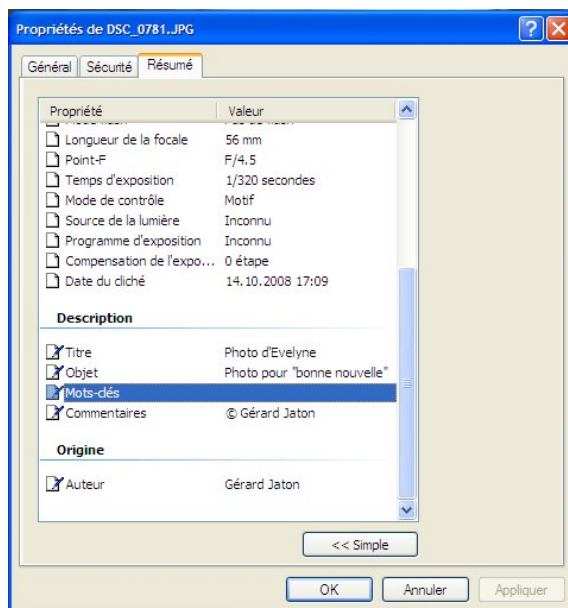 Propriétés de DSC_0781.JPG
Général Sécurité Résumé
Propriété Valeur
Longueur de la focale 56 mm
Point-F F/4.5
Temps d'exposition 1/320 secondes
Mode de contrôle Motif
Source de la lumière Inconnu
Programme d'exposition Inconnu
Compensation de l'expo... 0 étape
Date du cliché 14.10.2008 17:09
Description
Titre Photo d'Evelyne
Objet Photo pour "bonne nouvelle"
Mots-clés
Commentaires © Gérard Jaton
Origine
Auteur Gérard Jaton
<< Simple
OK Annuler Appliquer